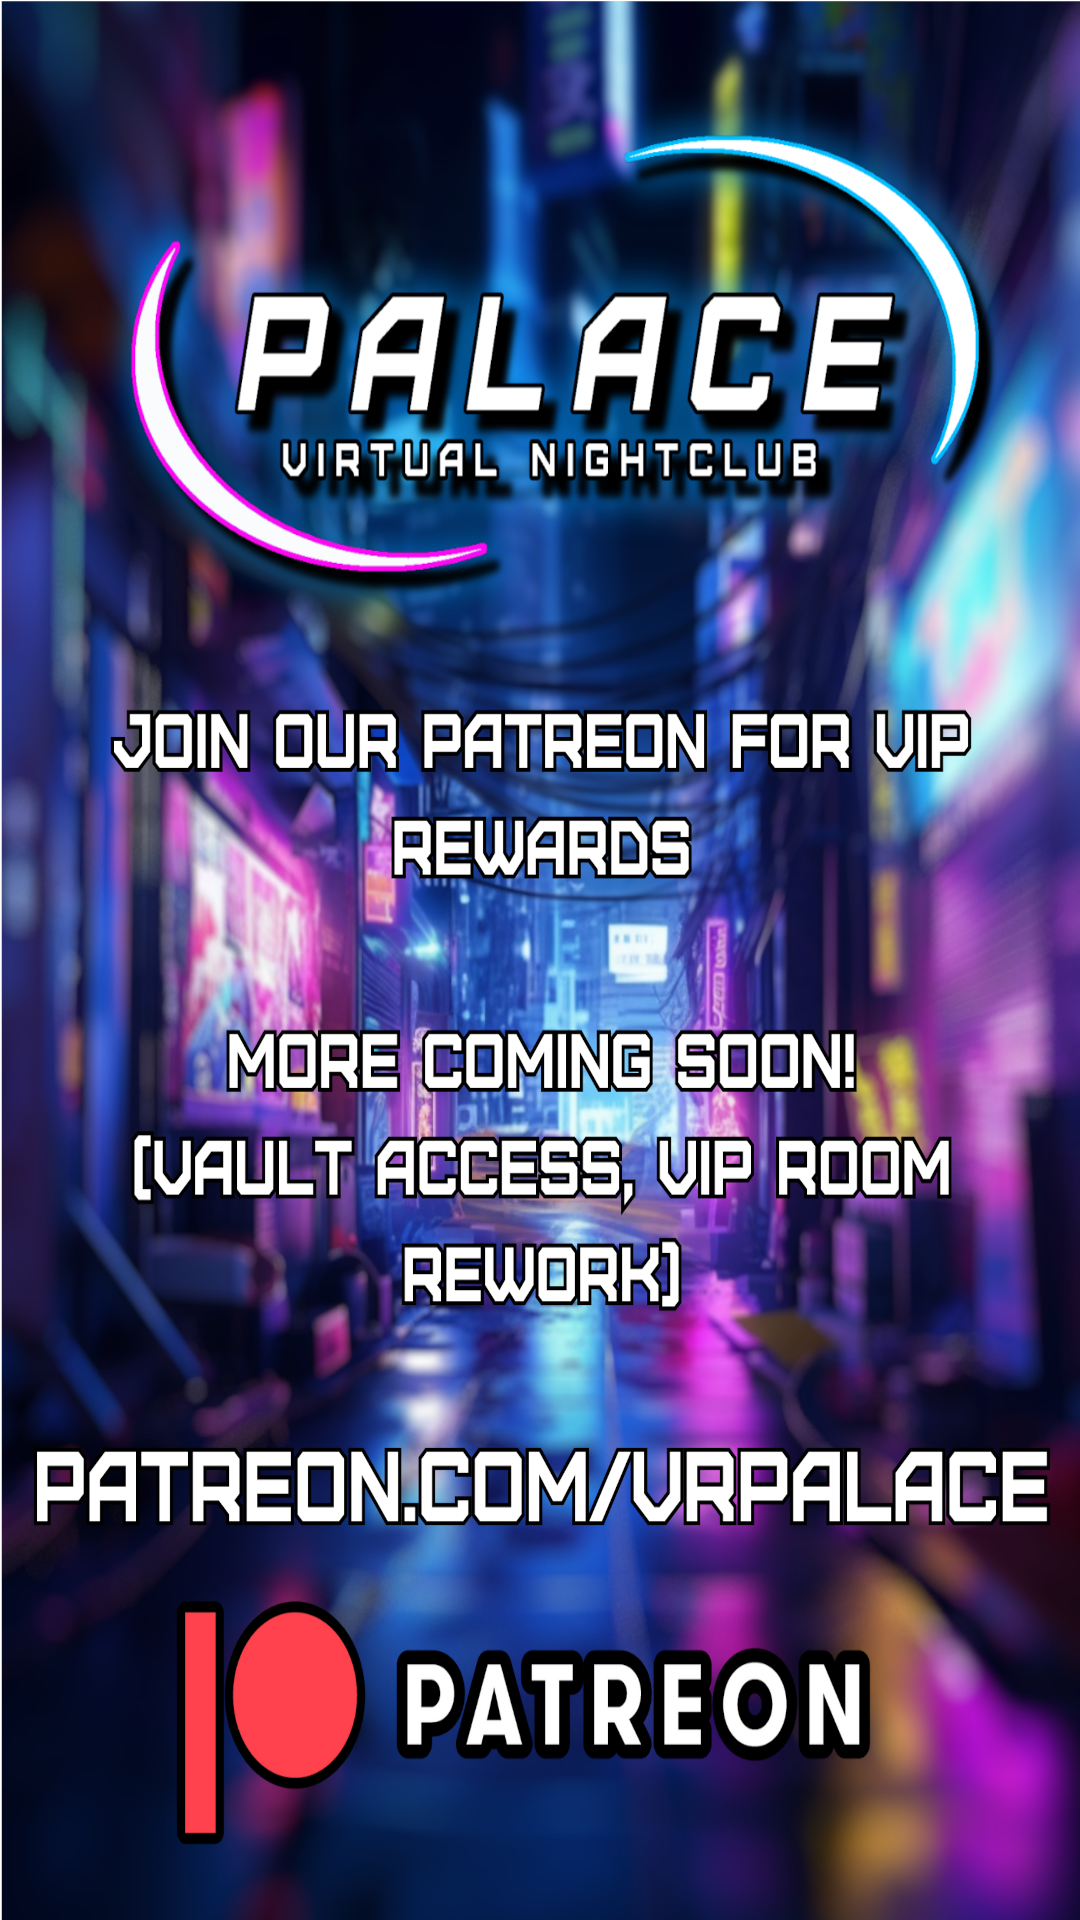 PALACE
VIRTUAL NIGHTCLUB
JOIN OUR PATREON FOR VIP
REWARDS
MORE COMING SOON!
(VAULT ACCESS, VIP ROOM
REWORK)
PATREON.COM/VRPALACE
PATREON